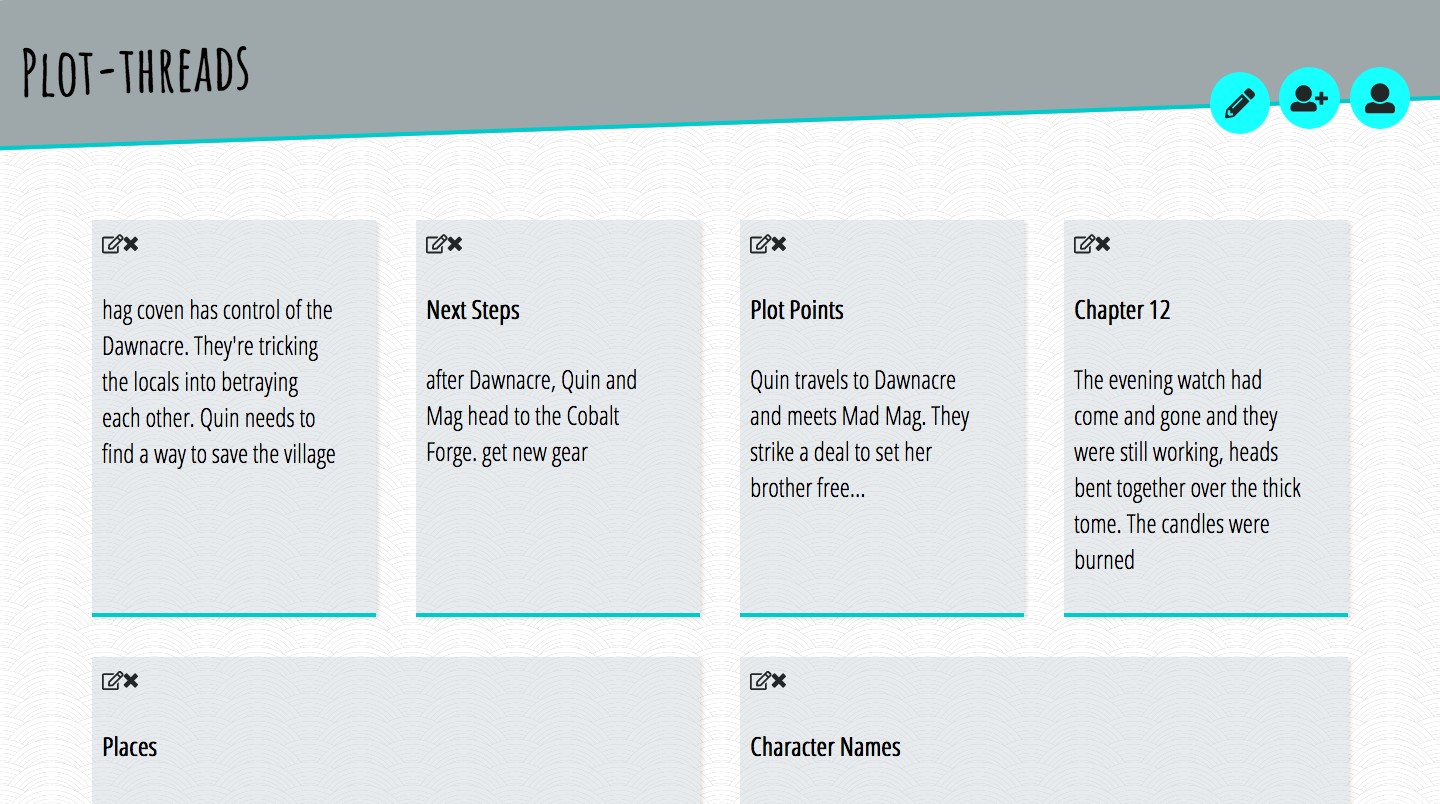 Plot-threads
hag coven has control of the
Dawnacre. They're tricking
the locals into betraying
each other. Quin needs to
find a way to save the village
Next Steps
after Dawnacre, Quin and
Mag head to the Cobalt
Forge. get new gear
Plot Points
Quin travels to Dawnacre
and meets Mad Mag. They
strike a deal to set her
brother free...
Chapter 12
The evening watch had
come and gone and they
were still working, heads
bent together over the thick
tome. The candles were
burned
Places
Character Names